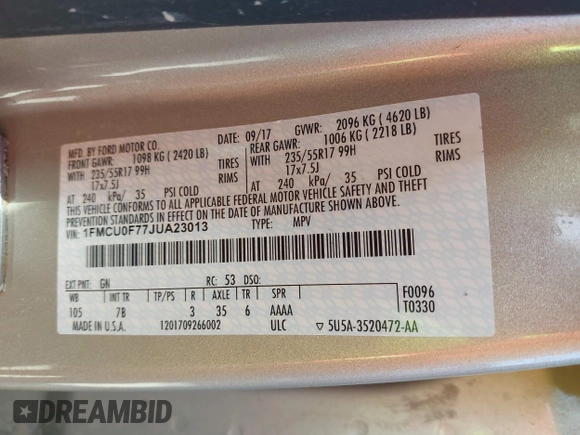 MFD. BY FORD MOTOR CO. DATE: 09/17 GVWR: 2096 KG ( 4620 LB)
FRONT GAWR: 1098 KG ( 2420 LB) REAR GAWR: 1006 KG ( 2218 LB)
WITH 235/55R17 99H TIRES WITH 235/55R17 99H TIRES
17x7.5J RIMS 17x7.5J RIMS
AT 240 kPa/ 35 PSI COLD AT 240 kPa/ 35 PSI COLD
THIS VEHICLE CONFORMS TO ALL APPLICABLE FEDERAL MOTOR VEHICLE SAFETY AND THEFT
PREVENTION STANDARDS IN EFFECT ON THE DATE OF MANUFACTURE SHOWN ABOVE.
VIN: 1FMCU0F77JUA23013 TYPE: MPV
EXT PNT: GN RC: 53 DSO: F0096
WB INT TR TP/PS R AXLE TR SPR T0330
105 7B 3 35 6 AAAA
MADE IN U.S.A. 1201709266002 ULC ▽ 5U5A-3520472-AA
DREAMBID